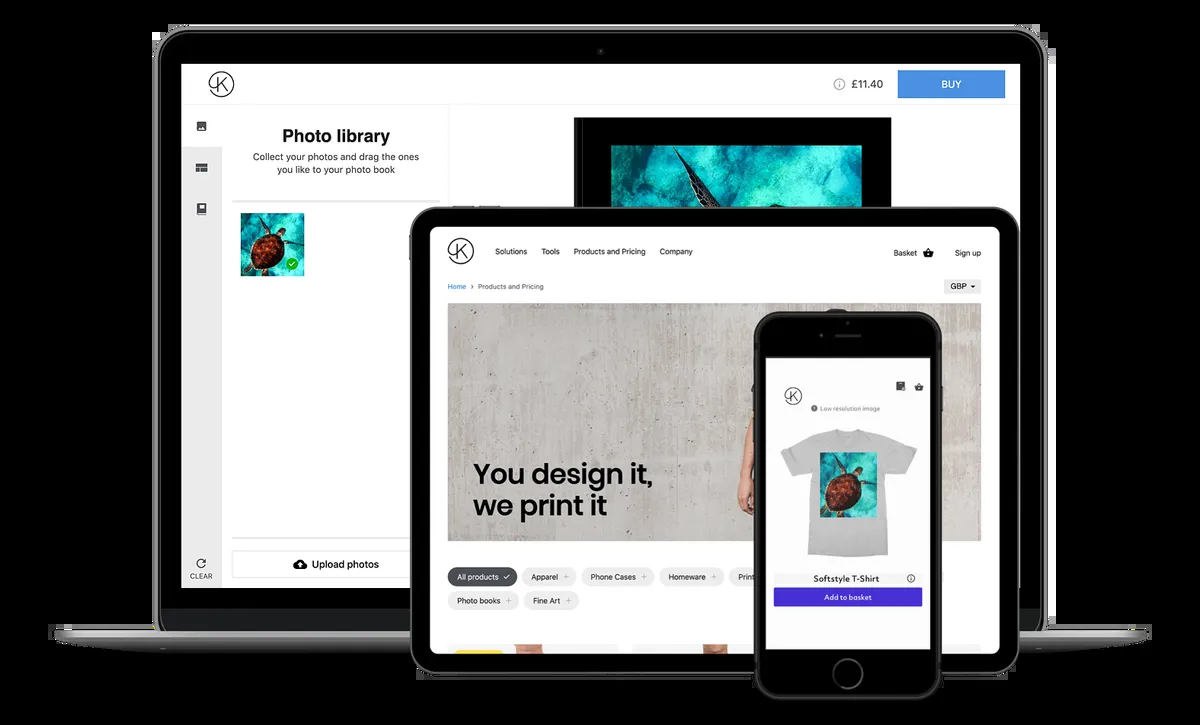 K
£11.40
BUY
Photo library
Collect your photos and drag the ones
you like to your photo book
Upload photos
CLEAR
K
Solutions
Tools
Products and Pricing
Company
Basket
Sign up
Home › Products and Pricing
GBP
You design it,
we print it
All products
Apparel +
Phone Cases +
Homeware +
Print
Photo books +
Fine Art +
K
Low resolution image
Softstyle T-Shirt
Add to basket